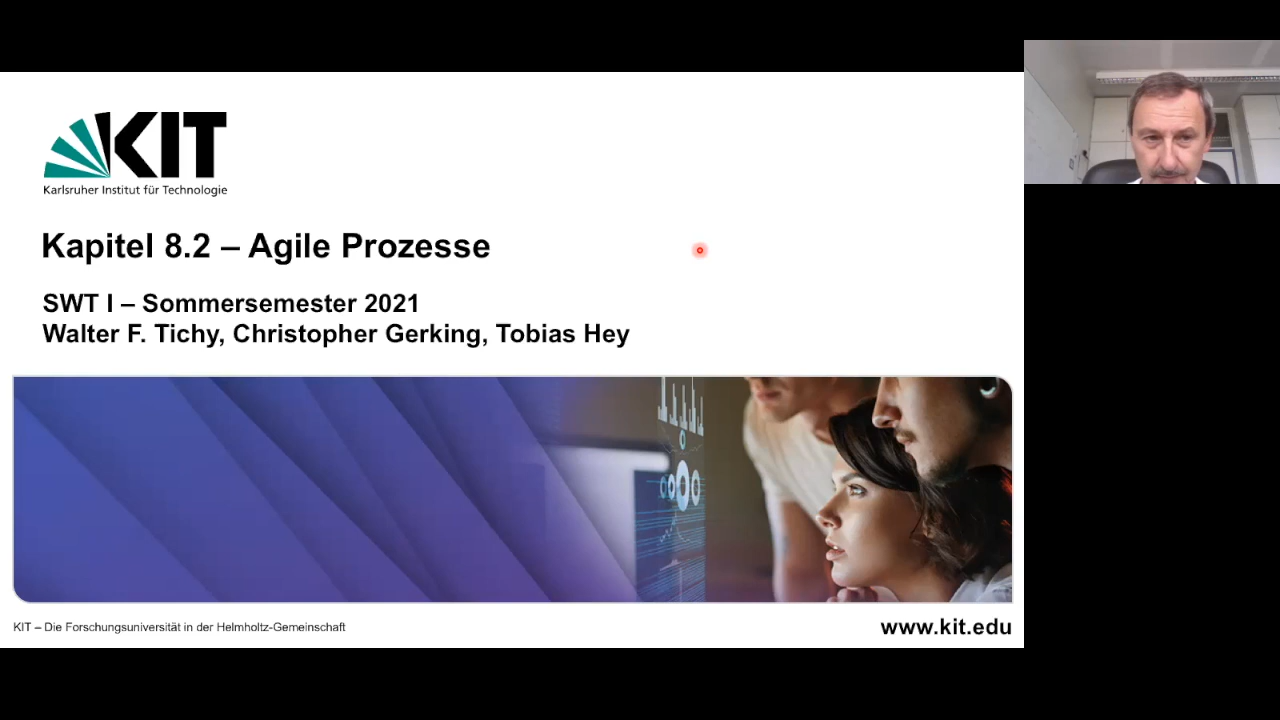 KIT
Karlsruher Institut für Technologie
Kapitel 8.2 – Agile Prozesse
SWT I – Sommersemester 2021
Walter F. Tichy, Christopher Gerking, Tobias Hey
KIT – Die Forschungsuniversität in der Helmholtz-Gemeinschaft
www.kit.edu